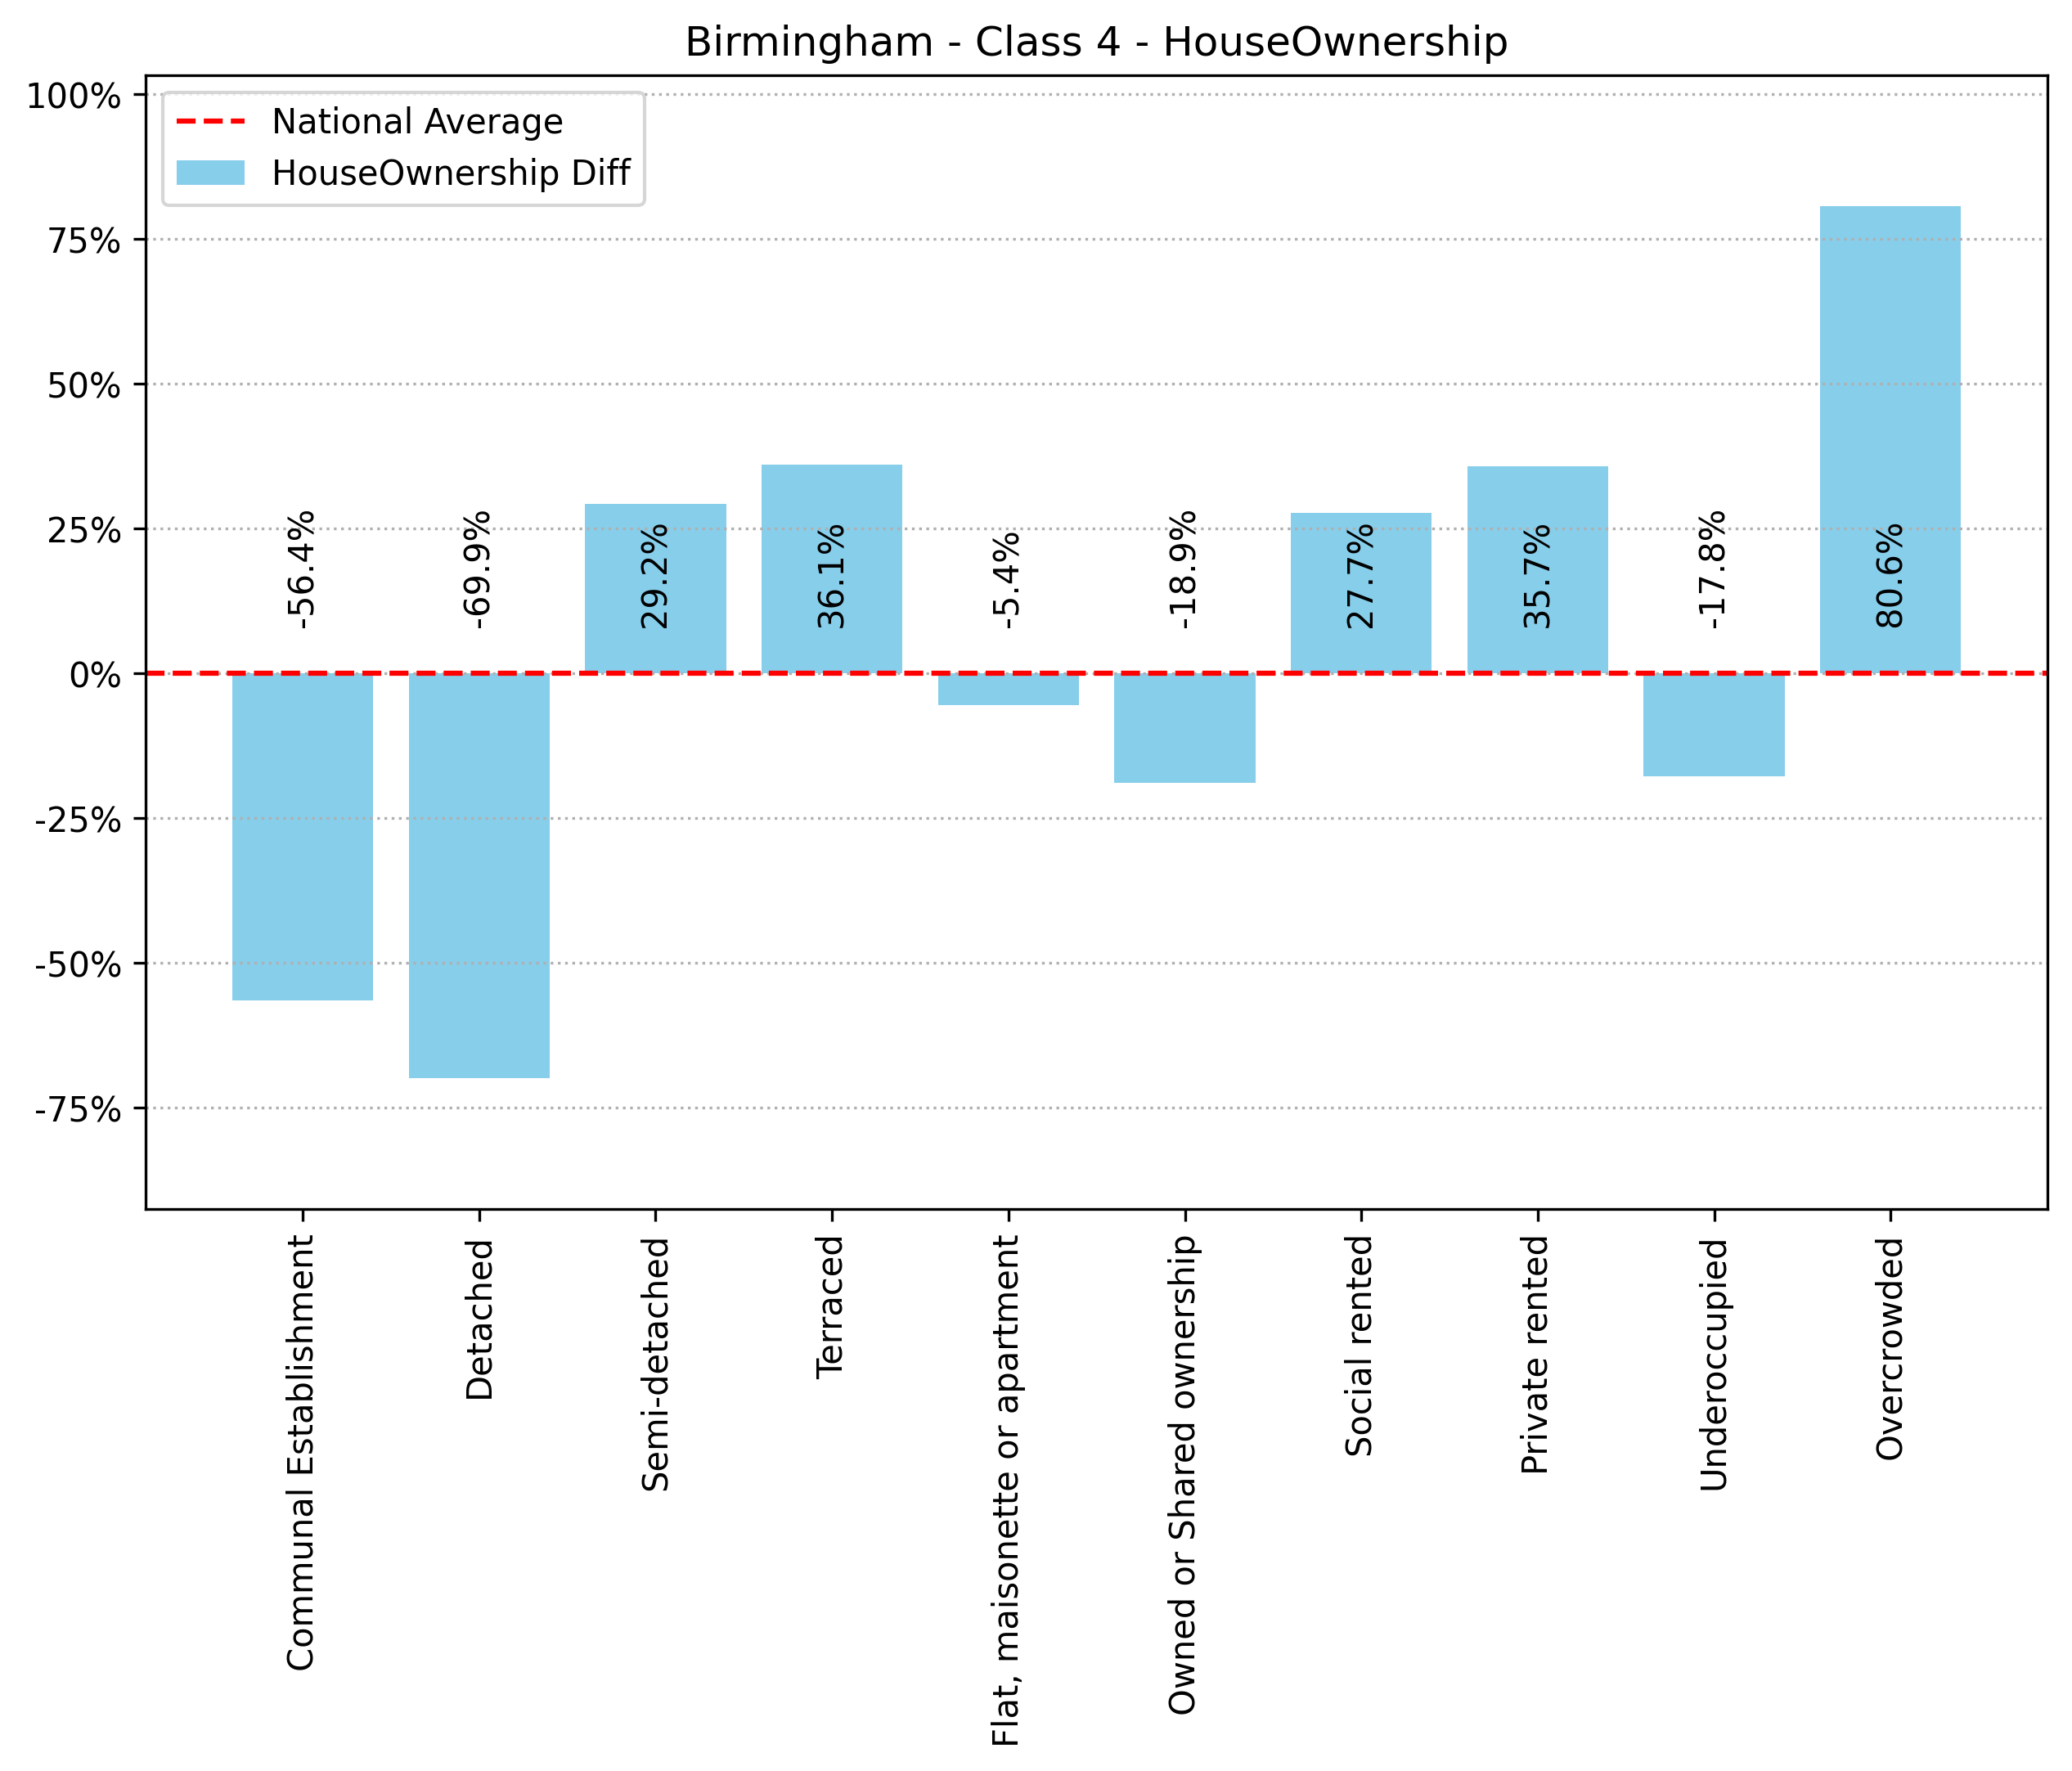 Birmingham - Class 4 - HouseOwnership
National Average
HouseOwnership Diff
100%
75%
50%
25%
0%
-25%
-50%
-75%
-56.4%
-69.9%
29.2%
36.1%
-5.4%
-18.9%
27.7%
35.7%
-17.8%
80.6%
Communal Establishment
Detached
Semi-detached
Terraced
Flat, maisonette or apartment
Owned or Shared ownership
Social rented
Private rented
Underoccupied
Overcrowded